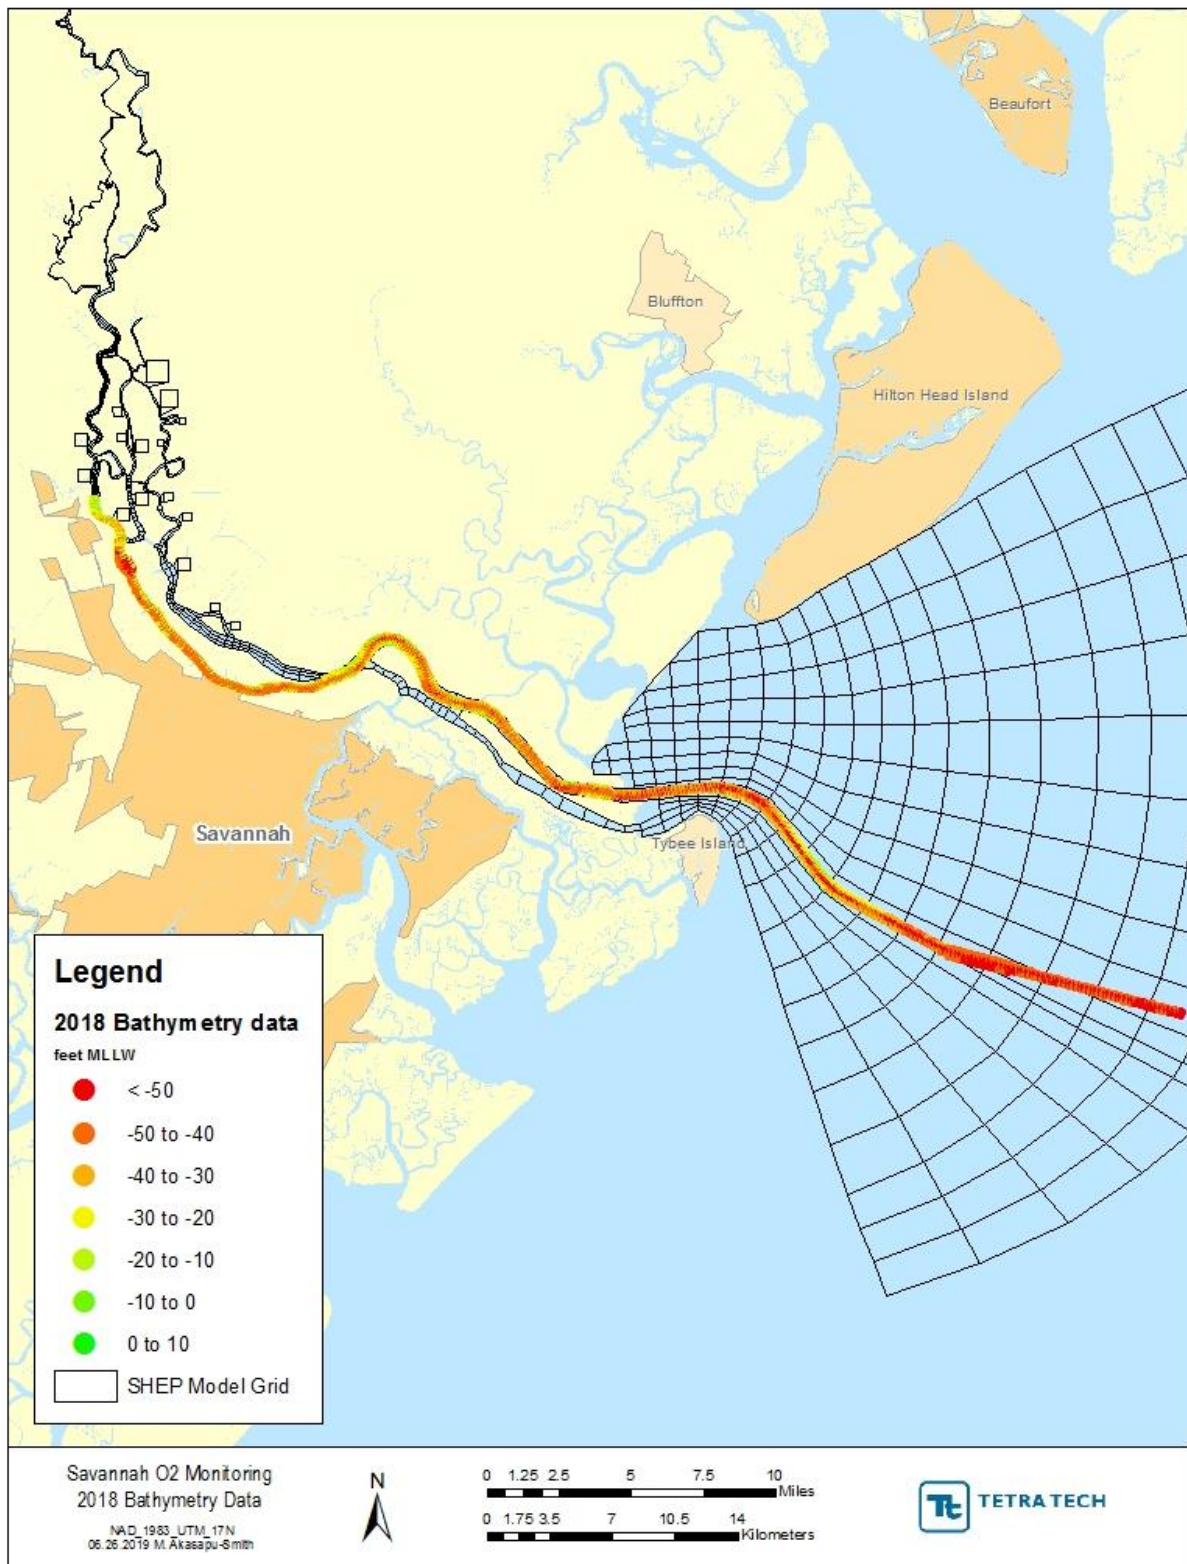 Beaufort
Bluffton
Hilton Head Island
Savannah
Tybee Island
Legend
2018 Bathymetry data
feet MLLW
< -50
-50 to -40
-40 to -30
-30 to -20
-20 to -10
-10 to 0
0 to 10
SHEP Model Grid
Savannah O2 Monitoring
2018 Bathymetry Data
NAD_1983_UTM_17N
06.26.2019 M. Akasapu-Smith
N
0 1.25 2.5 5 7.5 10
Miles
0 1.75 3.5 7 10.5 14
Kilometers
Tt TETRA TECH